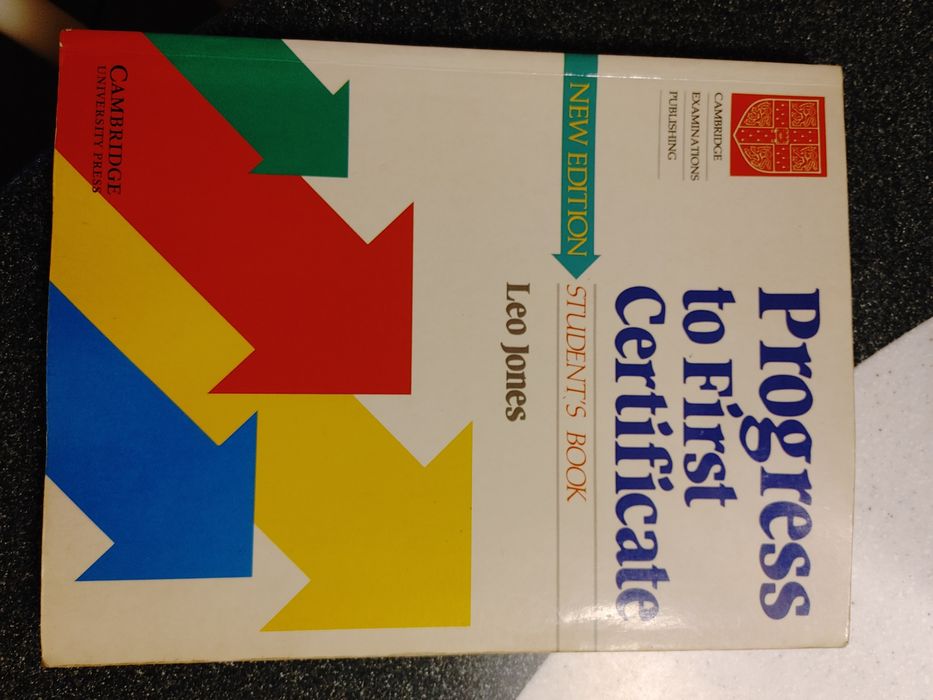 CAMBRIDGE
EXAMINATIONS
PUBLISHING
Progress
to First
Certificate
NEW EDITION
STUDENT'S BOOK
Leo Jones
CAMBRIDGE
UNIVERSITY PRESS